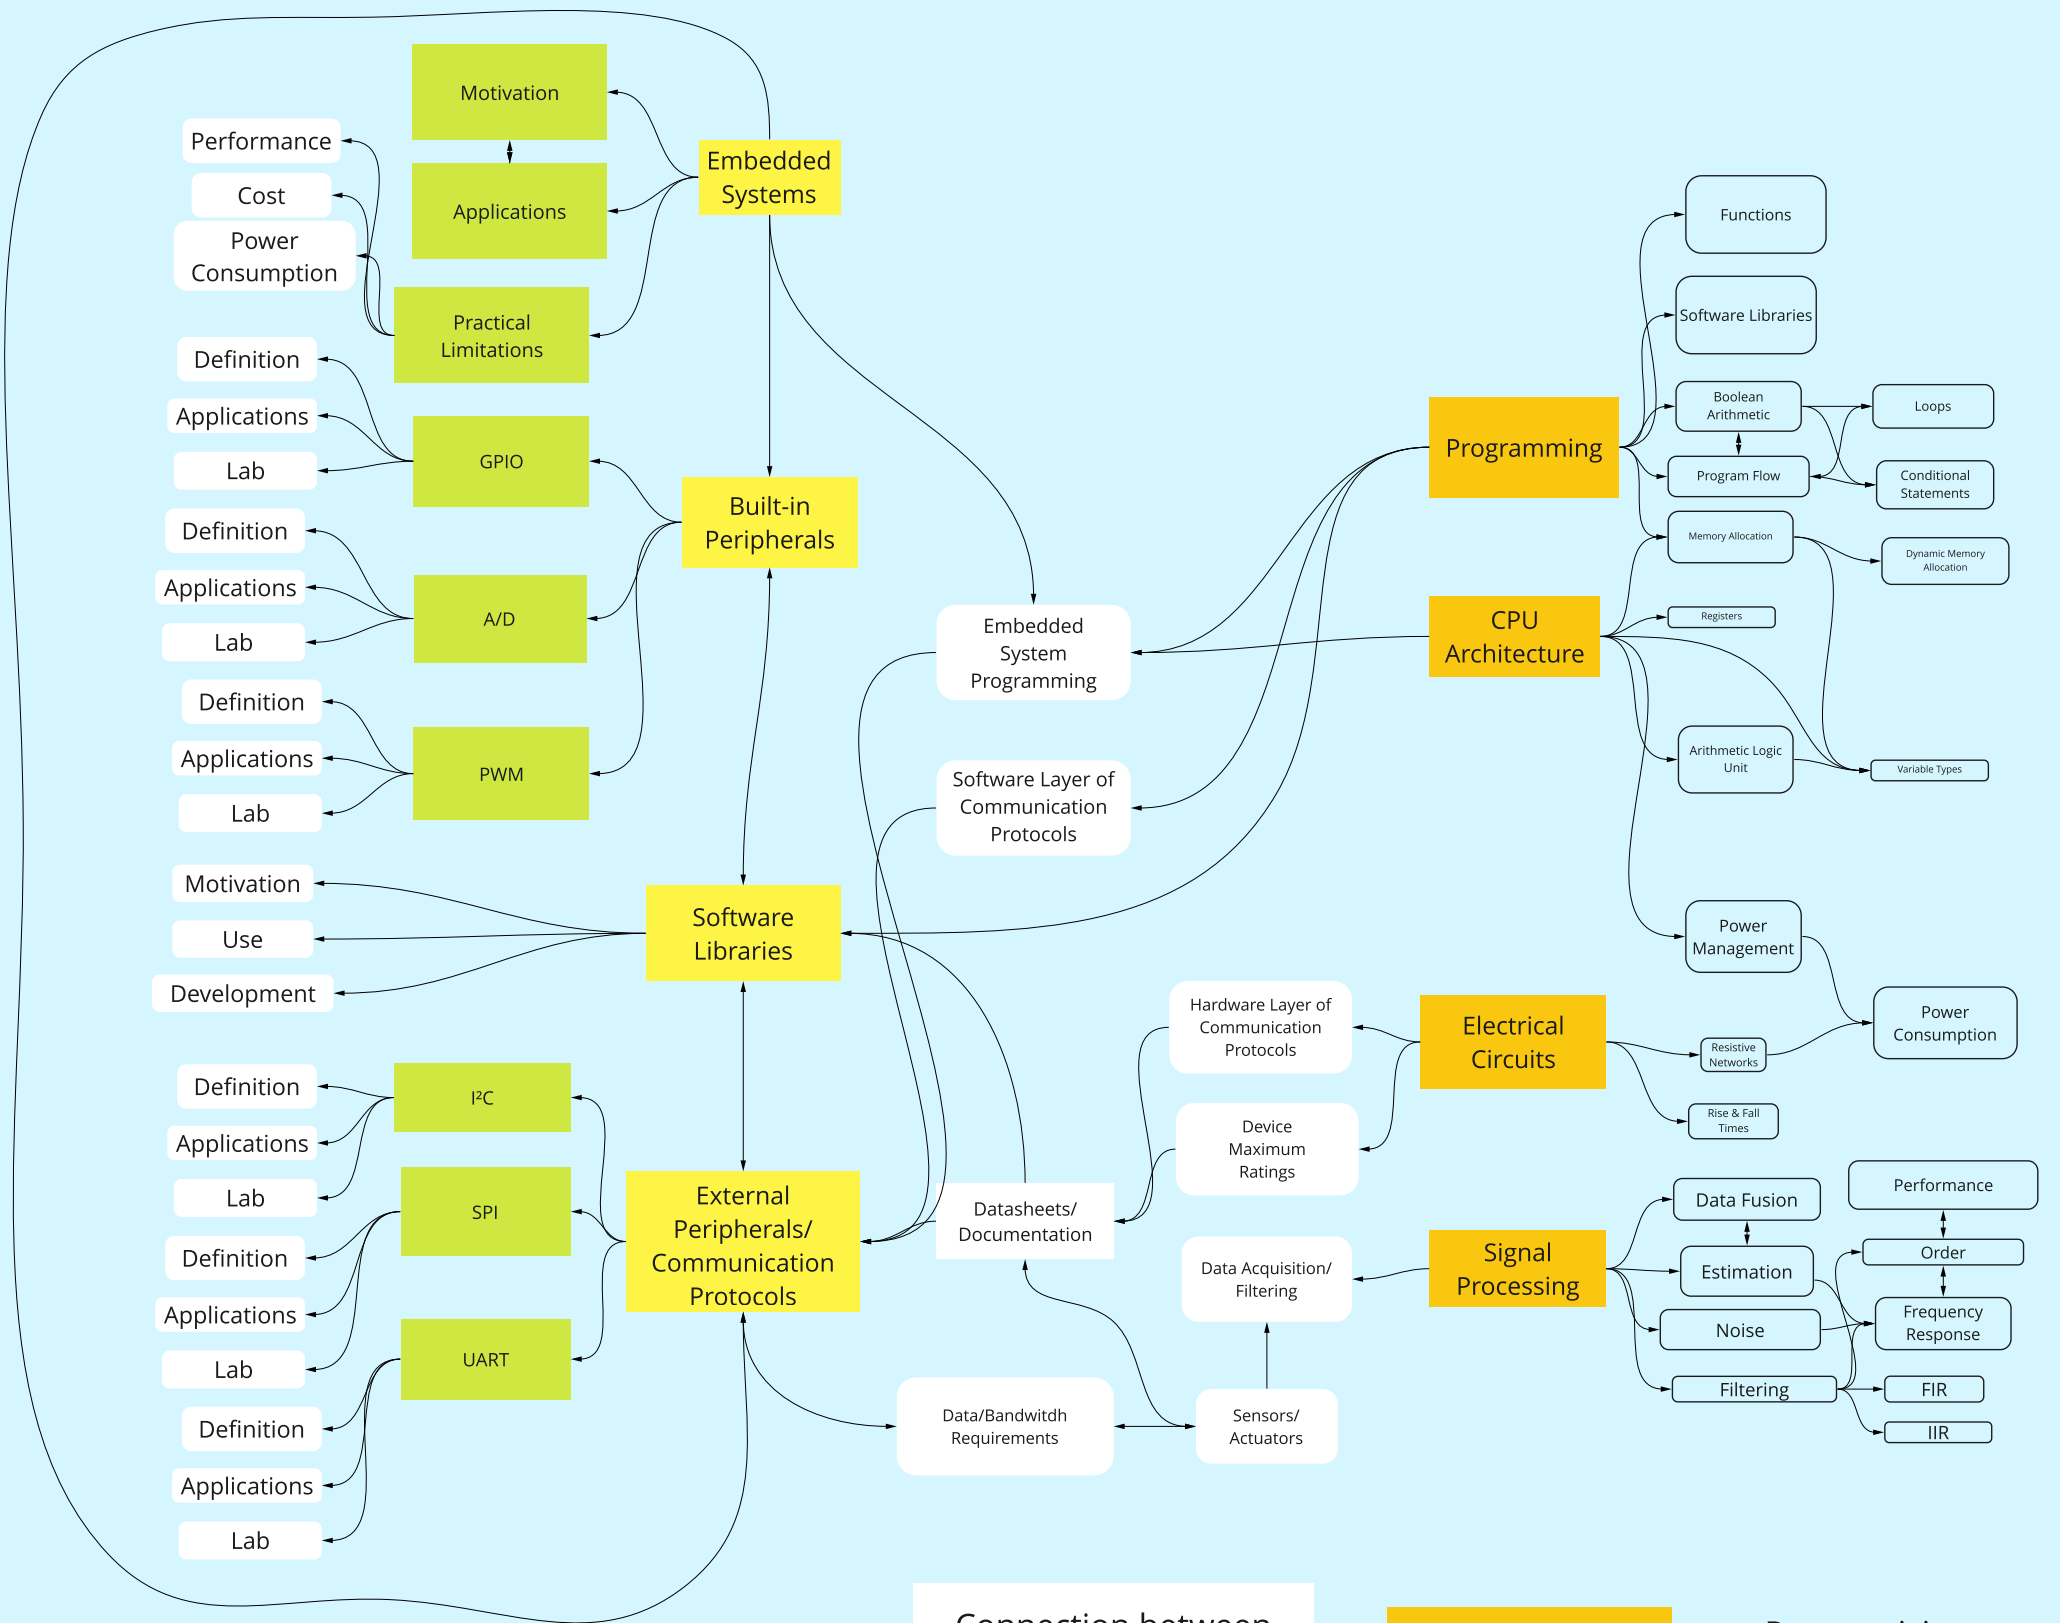 Motivation
Applications
Practical
Limitations
Performance
Cost
Power
Consumption
Embedded
Systems
Built-in
Peripherals
GPIO
Definition
Applications
Lab
A/D
Definition
Applications
Lab
PWM
Definition
Applications
Lab
Software
Libraries
Motivation
Use
Development
External
Peripherals/
Communication
Protocols
I²C
Definition
Applications
Lab
SPI
Definition
Applications
Lab
UART
Definition
Applications
Lab
Embedded
System
Programming
Software Layer of
Communication
Protocols
Hardware Layer of
Communication
Protocols
Device
Maximum
Ratings
Datasheets/
Documentation
Data Acquisition/
Filtering
Data/Bandwitdh
Requirements
Sensors/
Actuators
Programming
Functions
Software Libraries
Boolean
Arithmetic
Program Flow
Loops
Conditional
Statements
Memory Allocation
Dynamic Memory
Allocation
CPU
Architecture
Registers
Arithmetic Logic
Unit
Variable Types
Power
Management
Power
Consumption
Electrical
Circuits
Resistive
Networks
Rise & Fall
Times
Signal
Processing
Data Fusion
Estimation
Noise
Filtering
Performance
Order
Frequency
Response
FIR
IIR
Connection between